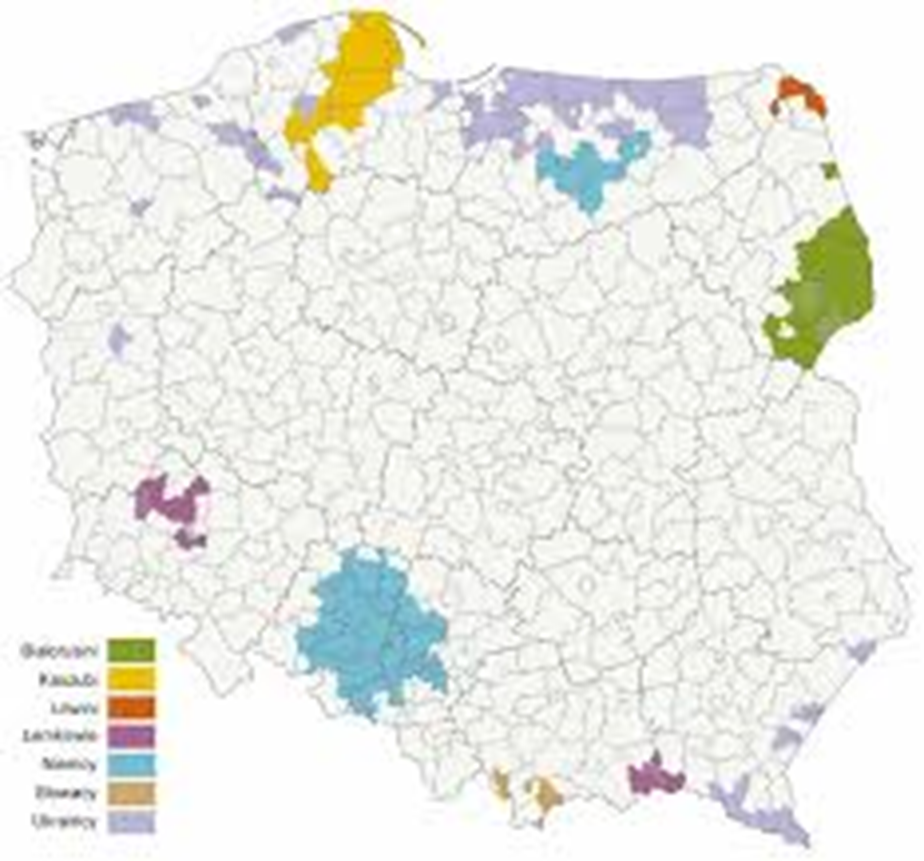 Białorusini
Kaszubi
Litwini
Łemkowie
Niemcy
Słowacy
Ukraińcy